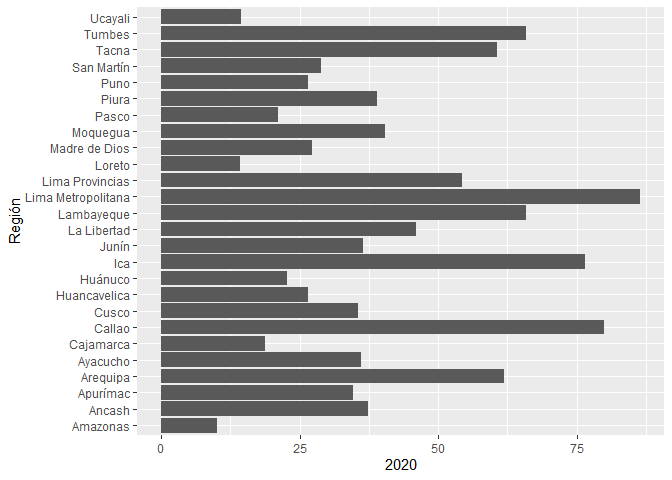 Ucayali
Tumbes
Tacna
San Martín
Puno
Piura
Pasco
Moquegua
Madre de Dios
Loreto
Lima Provincias
Lima Metropolitana
Lambayeque
La Libertad
Junín
Ica
Huánuco
Huancavelica
Cusco
Callao
Cajamarca
Ayacucho
Arequipa
Apurímac
Ancash
Amazonas
Región
0 25 50 75
2020